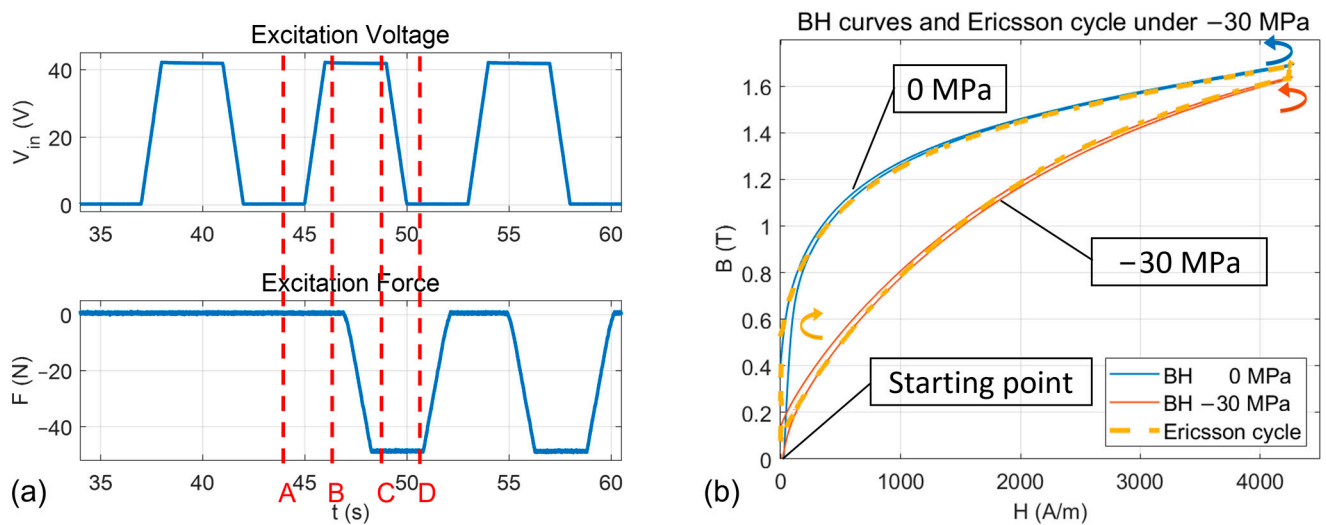 Excitation Voltage
V_in (V)
40
20
0
35 40 45 50 55 60
Excitation Force
F (N)
0
−20
−40
35 40 45 50 55 60
A B C D
t (s)
(a)
BH curves and Ericsson cycle under −30 MPa
B (T)
1.6
1.4
1.2
1
0.8
0.6
0.4
0.2
0
0 MPa
−30 MPa
Starting point
BH 0 MPa
BH −30 MPa
Ericsson cycle
0 1000 2000 3000 4000
H (A/m)
(b)